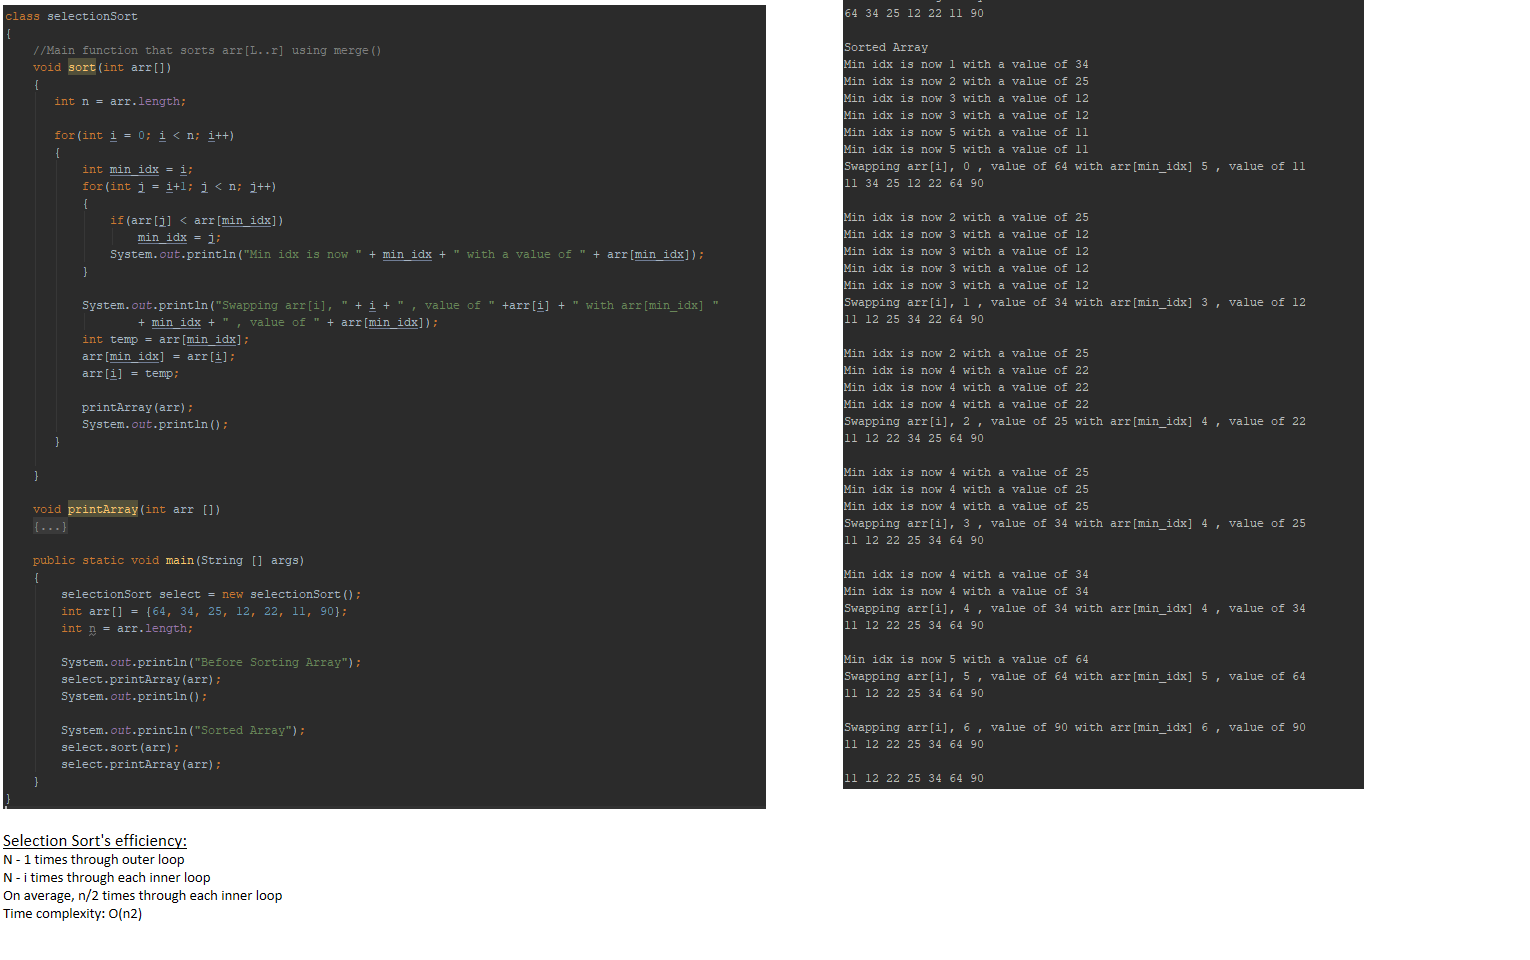 class selectionSort
{
//Main function that sorts arr[L..r] using merge()
void sort(int arr[])
{
int n = arr.length;
for(int i = 0; i < n; i++)
{
int min_idx = i;
for(int j = i+1; j < n; j++)
{
if(arr[j] < arr[min_idx])
min_idx = j;
System.out.println("Min idx is now " + min_idx + " with a value of " + arr[min_idx]);
}
System.out.println("Swapping arr[i], " + i + " , value of " +arr[i] + " with arr[min_idx] "
+ min_idx + " , value of " + arr[min_idx]);
int temp = arr[min_idx];
arr[min_idx] = arr[i];
arr[i] = temp;
printArray(arr);
System.out.println();
}
}
void printArray(int arr [])
{...}
public static void main(String [] args)
{
selectionSort select = new selectionSort();
int arr[] = {64, 34, 25, 12, 22, 11, 90};
int n = arr.length;
System.out.println("Before Sorting Array");
select.printArray(arr);
System.out.println();
System.out.println("Sorted Array");
select.sort(arr);
select.printArray(arr);
}
}
Selection Sort's efficiency:
N - 1 times through outer loop
N - i times through each inner loop
On average, n/2 times through each inner loop
Time complexity: O(n2)
64 34 25 12 22 11 90
Sorted Array
Min idx is now 1 with a value of 34
Min idx is now 2 with a value of 25
Min idx is now 3 with a value of 12
Min idx is now 3 with a value of 12
Min idx is now 5 with a value of 11
Min idx is now 5 with a value of 11
Swapping arr[i], 0 , value of 64 with arr[min_idx] 5 , value of 11
11 34 25 12 22 64 90
Min idx is now 2 with a value of 25
Min idx is now 3 with a value of 12
Min idx is now 3 with a value of 12
Min idx is now 3 with a value of 12
Min idx is now 3 with a value of 12
Swapping arr[i], 1 , value of 34 with arr[min_idx] 3 , value of 12
11 12 25 34 22 64 90
Min idx is now 2 with a value of 25
Min idx is now 4 with a value of 22
Min idx is now 4 with a value of 22
Min idx is now 4 with a value of 22
Swapping arr[i], 2 , value of 25 with arr[min_idx] 4 , value of 22
11 12 22 34 25 64 90
Min idx is now 4 with a value of 25
Min idx is now 4 with a value of 25
Min idx is now 4 with a value of 25
Swapping arr[i], 3 , value of 34 with arr[min_idx] 4 , value of 25
11 12 22 25 34 64 90
Min idx is now 4 with a value of 34
Min idx is now 4 with a value of 34
Swapping arr[i], 4 , value of 34 with arr[min_idx] 4 , value of 34
11 12 22 25 34 64 90
Min idx is now 5 with a value of 64
Swapping arr[i], 5 , value of 64 with arr[min_idx] 5 , value of 64
11 12 22 25 34 64 90
Swapping arr[i], 6 , value of 90 with arr[min_idx] 6 , value of 90
11 12 22 25 34 64 90
11 12 22 25 34 64 90